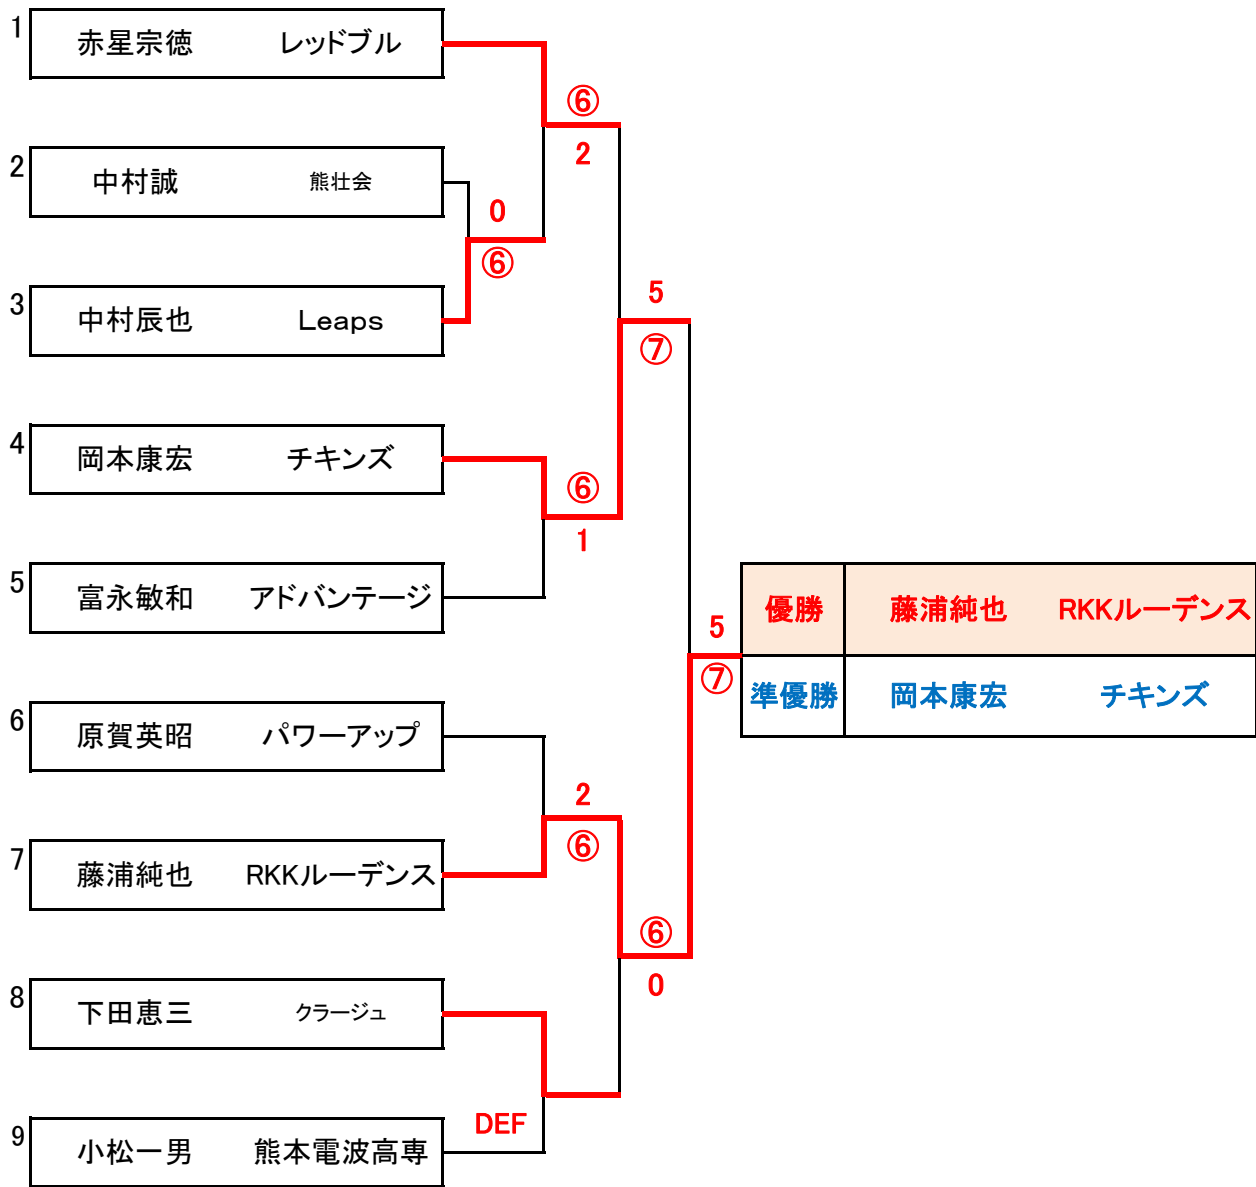 1 赤星宗徳 レッドブル
⑥
2
2 中村誠 熊壮会
0
⑥
3 中村辰也 Leaps
5
⑦
4 岡本康宏 チキンズ
⑥
1
5 富永敏和 アドバンテージ
優勝 藤浦純也 RKKルーデンス
5
⑦
準優勝 岡本康宏 チキンズ
6 原賀英昭 パワーアップ
2
⑥
7 藤浦純也 RKKルーデンス
⑥
0
8 下田恵三 クラージュ
DEF
9 小松一男 熊本電波高専